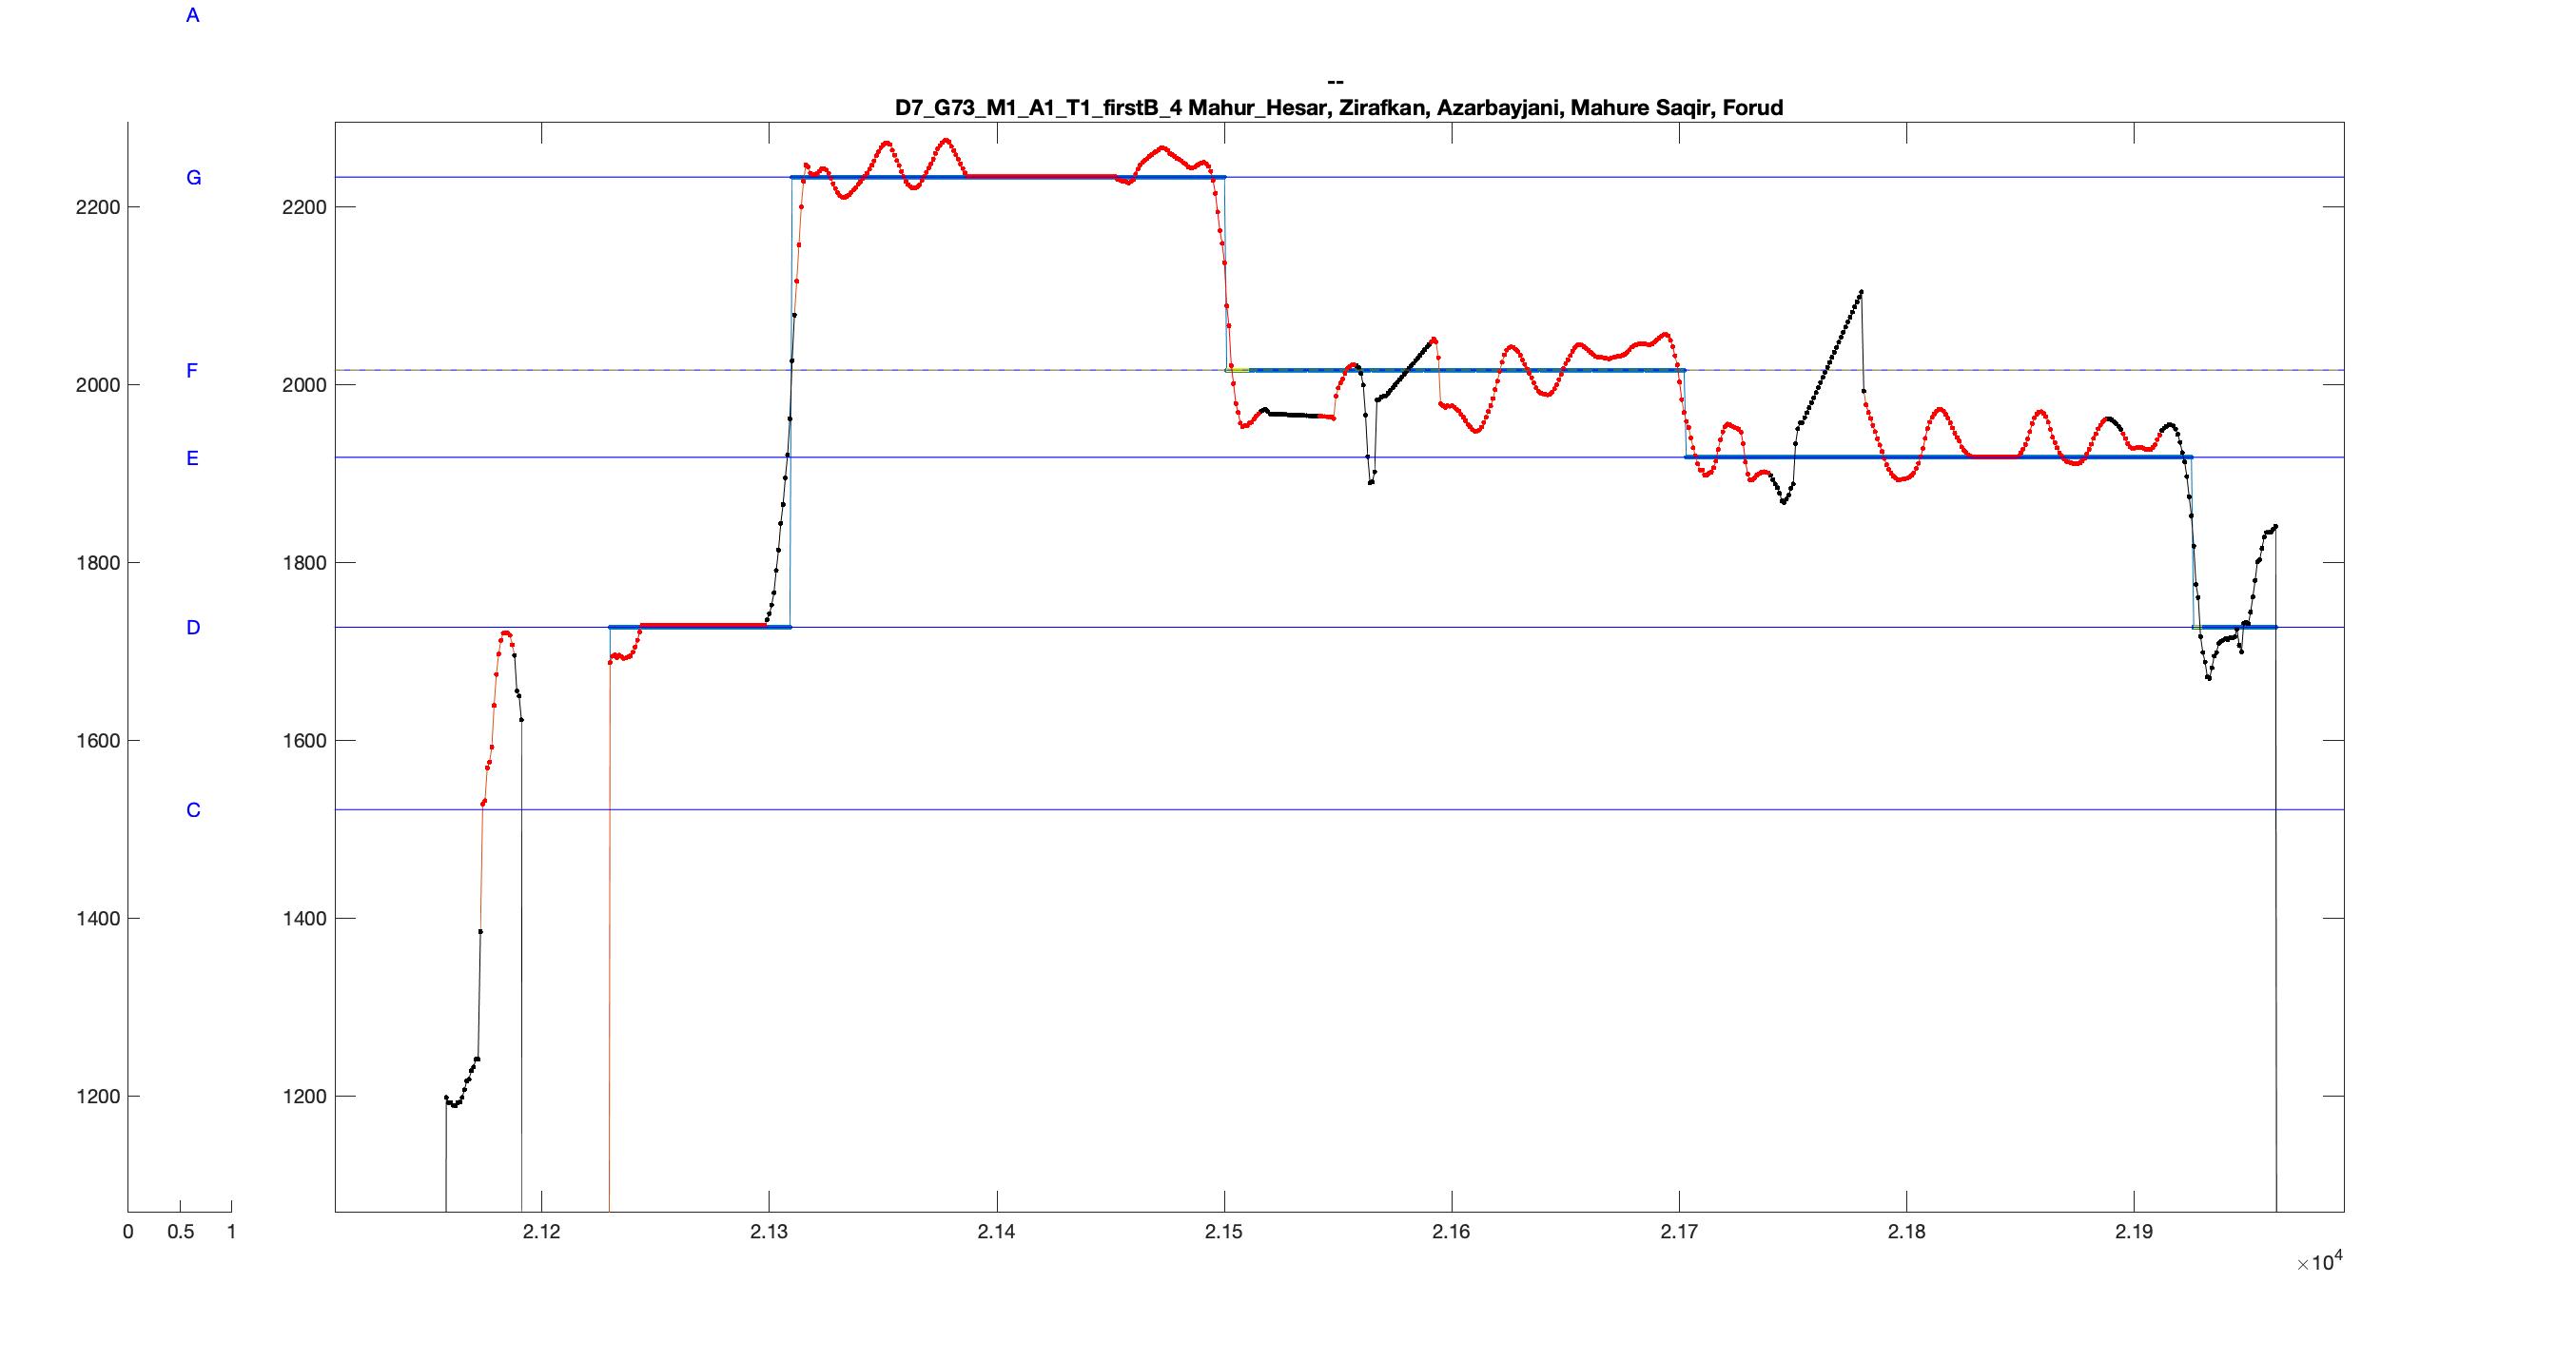 A
--
D7_G73_M1_A1_T1_firstB_4 Mahur_Hesar, Zirafkan, Azarbayjani, Mahure Saqir, Forud
G
2200 2200
F
2000 2000
E
1800 1800
D
1600 1600
C
1400 1400
1200 1200
0 0.5 1 2.12 2.13 2.14 2.15 2.16 2.17 2.18 2.19
×10⁴